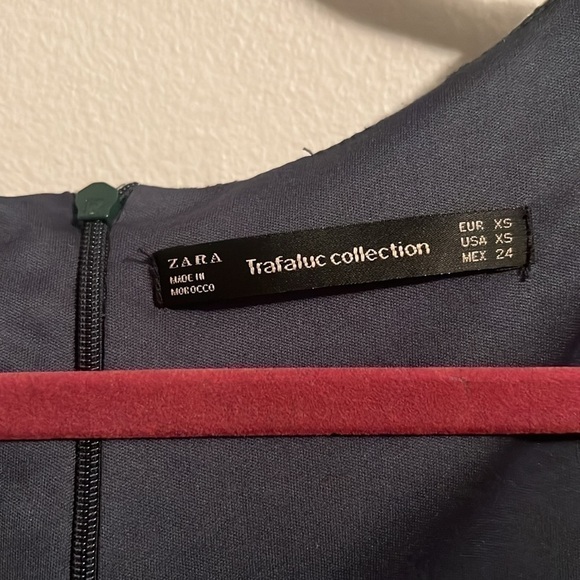 ZARA
MADE IN
MOROCCO
Trafaluc collection
EUR XS
USA XS
MEX 24